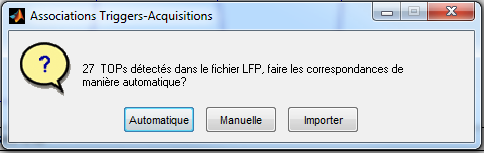 Associations Triggers-Acquisitions
?
27 TOPs détectés dans le fichier LFP, faire les correspondances de
manière automatique?
Automatique Manuelle Importer